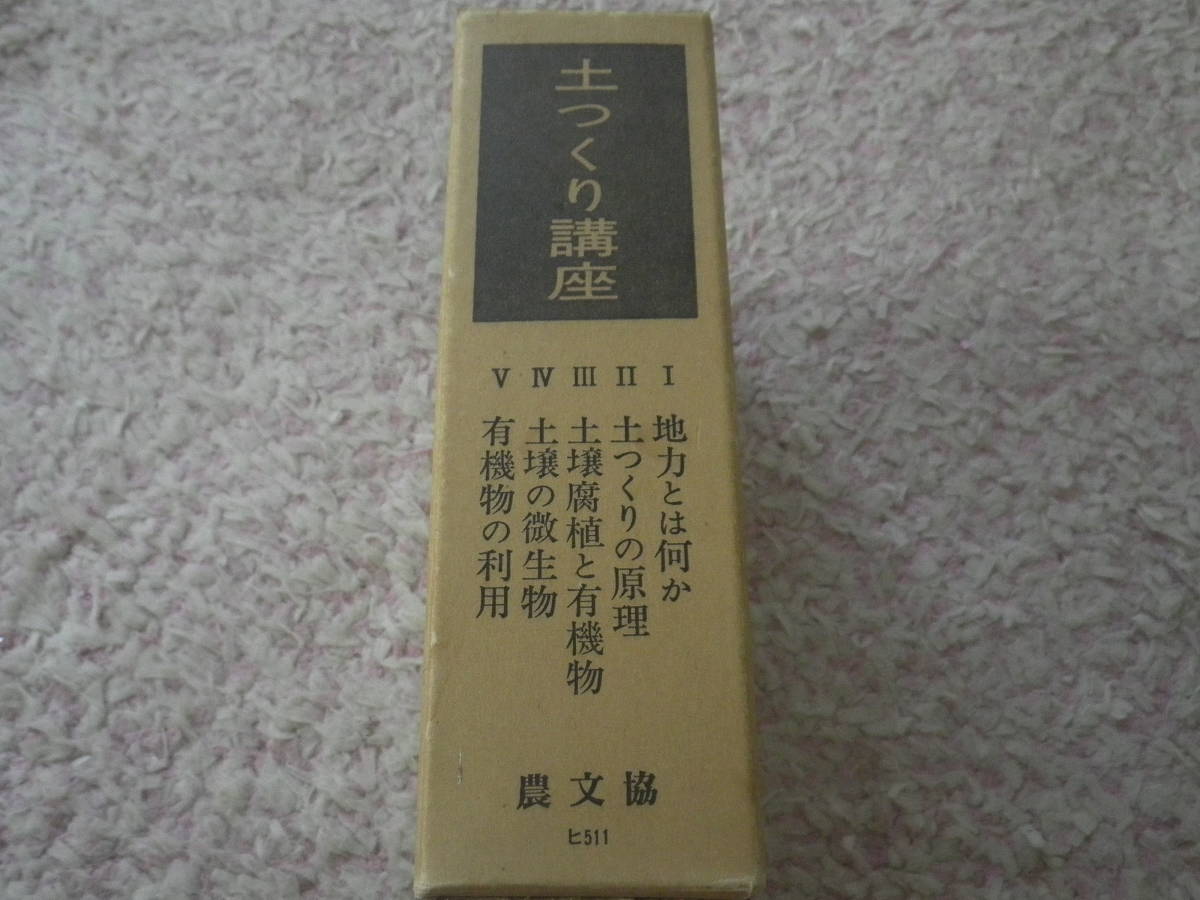 土つくり講座
I 地力とは何か
II 土つくりの原理
III 土壌腐植と有機物
IV 土壌の微生物
V 有機物の利用
農文協
ヒ511